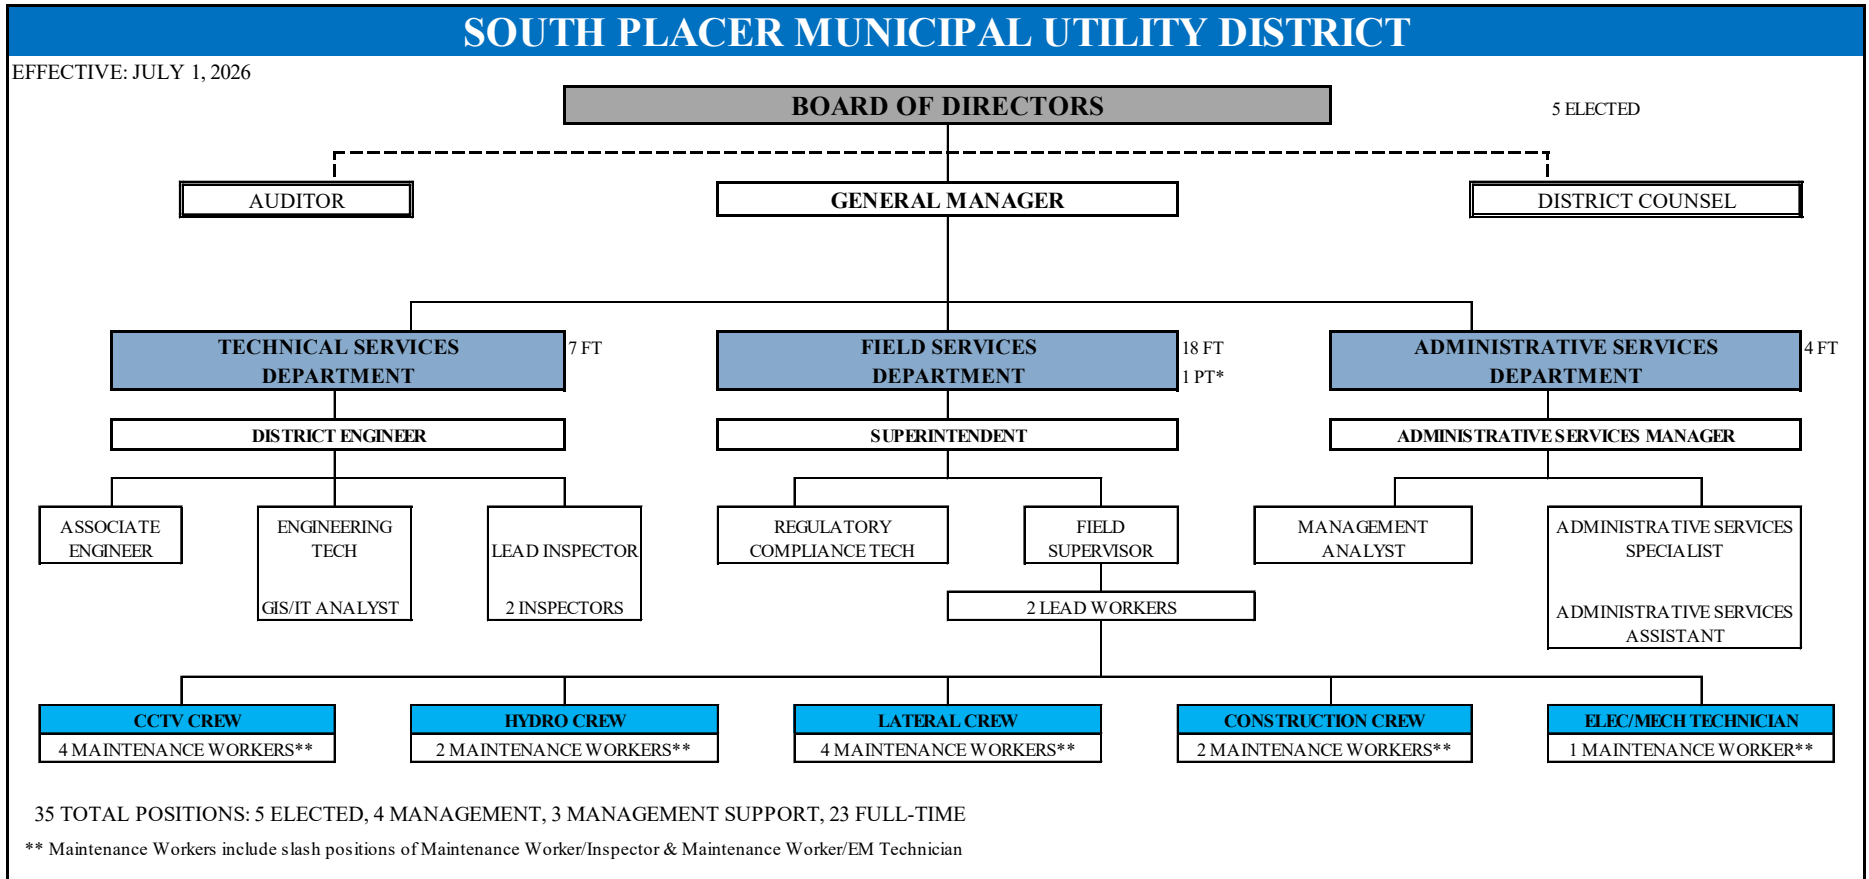 SOUTH PLACER MUNICIPAL UTILITY DISTRICT
EFFECTIVE: JULY 1, 2026
BOARD OF DIRECTORS
5 ELECTED
AUDITOR
GENERAL MANAGER
DISTRICT COUNSEL
TECHNICAL SERVICES
DEPARTMENT
7 FT
FIELD SERVICES
DEPARTMENT
18 FT
1 PT*
ADMINISTRATIVE SERVICES
DEPARTMENT
4 FT
DISTRICT ENGINEER
SUPERINTENDENT
ADMINISTRATIVE SERVICES MANAGER
ASSOCIATE
ENGINEER
ENGINEERING
TECH
GIS/IT ANALYST
LEAD INSPECTOR
2 INSPECTORS
REGULATORY
COMPLIANCE TECH
FIELD
SUPERVISOR
2 LEAD WORKERS
MANAGEMENT
ANALYST
ADMINISTRATIVE SERVICES
SPECIALIST
ADMINISTRATIVE SERVICES
ASSISTANT
CCTV CREW
4 MAINTENANCE WORKERS**
HYDRO CREW
2 MAINTENANCE WORKERS**
LATERAL CREW
4 MAINTENANCE WORKERS**
CONSTRUCTION CREW
2 MAINTENANCE WORKERS**
ELEC/MECH TECHNICIAN
1 MAINTENANCE WORKER**
35 TOTAL POSITIONS: 5 ELECTED, 4 MANAGEMENT, 3 MANAGEMENT SUPPORT, 23 FULL-TIME
** Maintenance Workers include slash positions of Maintenance Worker/Inspector & Maintenance Worker/EM Technician